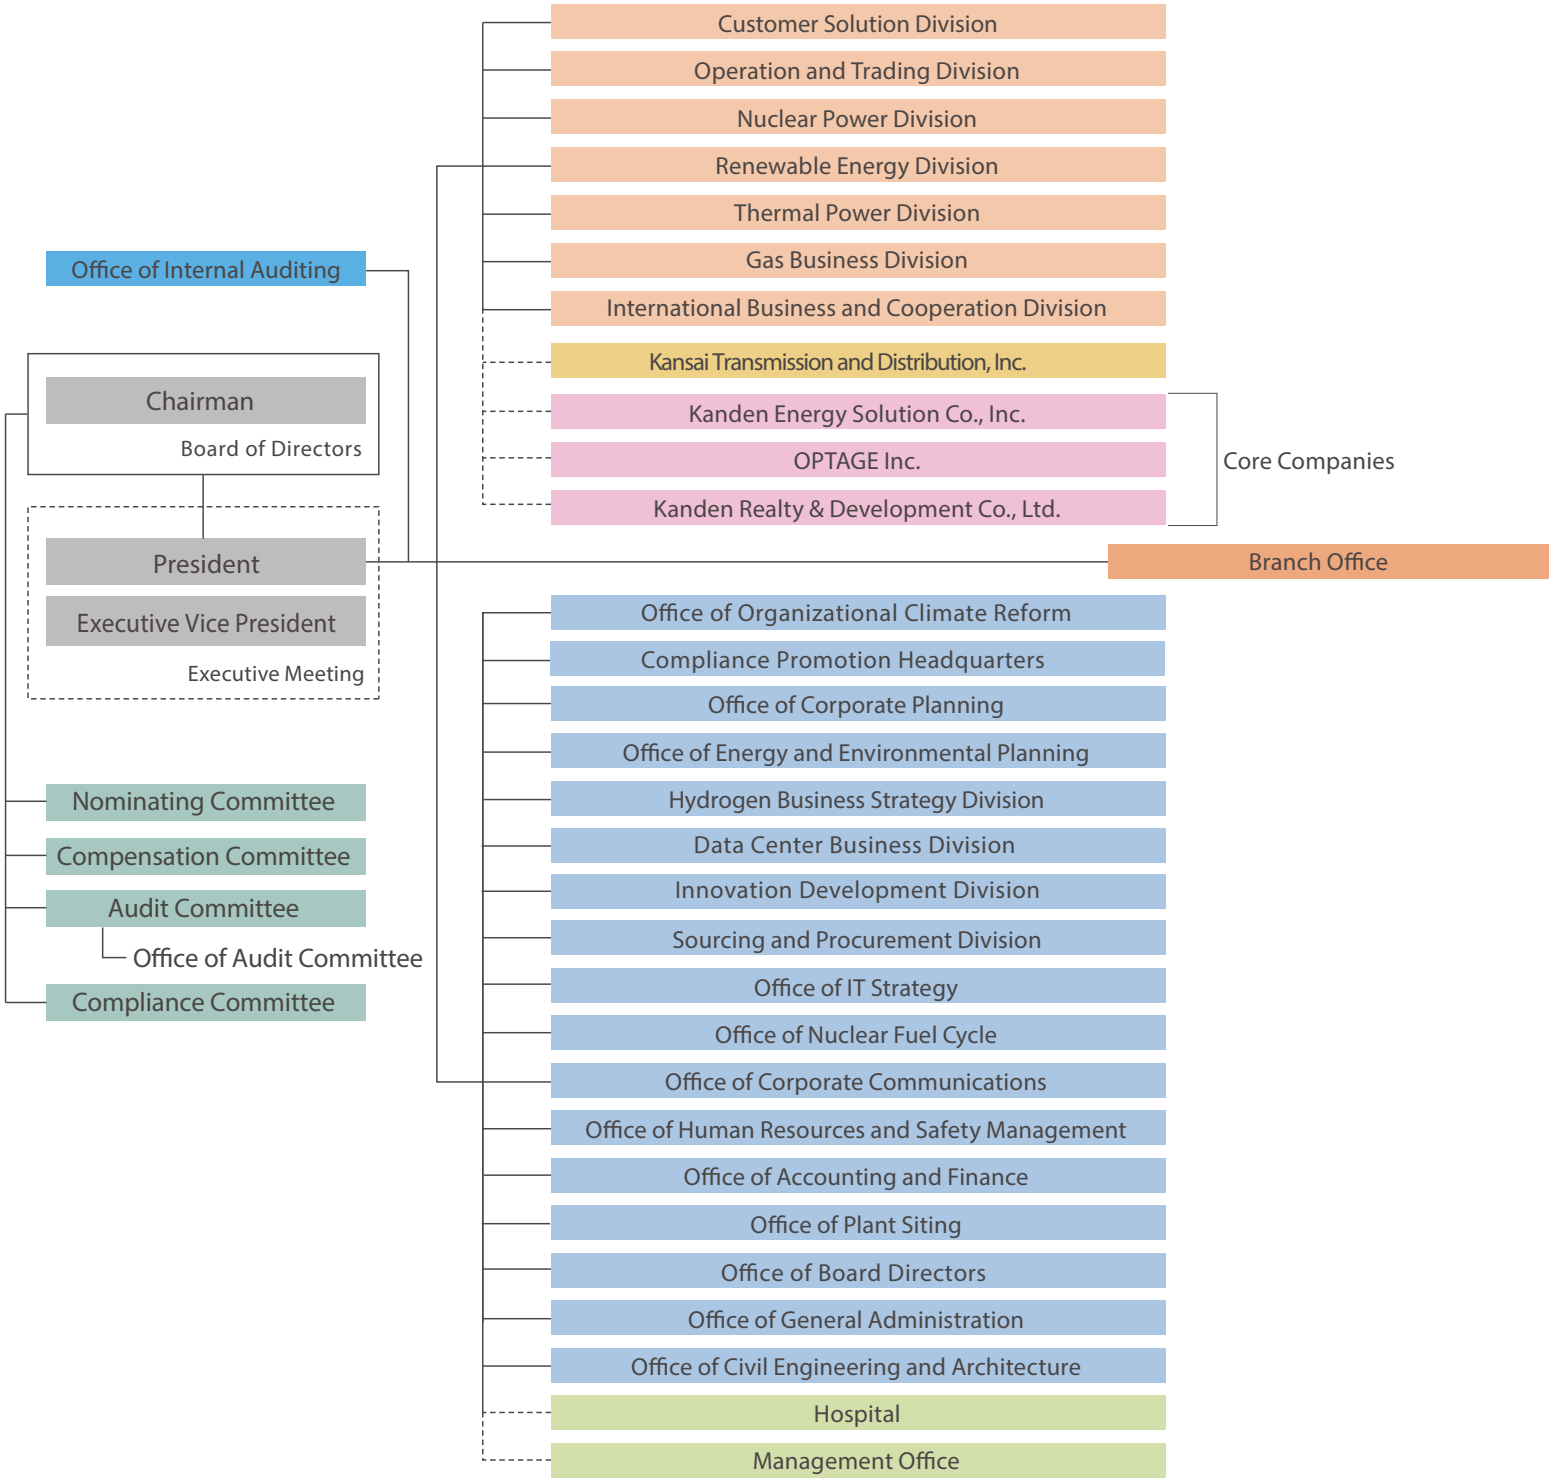 Office of Internal Auditing
Chairman
Board of Directors
President
Executive Vice President
Executive Meeting
Nominating Committee
Compensation Committee
Audit Committee
Office of Audit Committee
Compliance Committee
Customer Solution Division
Operation and Trading Division
Nuclear Power Division
Renewable Energy Division
Thermal Power Division
Gas Business Division
International Business and Cooperation Division
Kansai Transmission and Distribution, Inc.
Kanden Energy Solution Co., Inc.
OPTAGE Inc.
Kanden Realty & Development Co., Ltd.
Core Companies
Branch Office
Office of Organizational Climate Reform
Compliance Promotion Headquarters
Office of Corporate Planning
Office of Energy and Environmental Planning
Hydrogen Business Strategy Division
Data Center Business Division
Innovation Development Division
Sourcing and Procurement Division
Office of IT Strategy
Office of Nuclear Fuel Cycle
Office of Corporate Communications
Office of Human Resources and Safety Management
Office of Accounting and Finance
Office of Plant Siting
Office of Board Directors
Office of General Administration
Office of Civil Engineering and Architecture
Hospital
Management Office